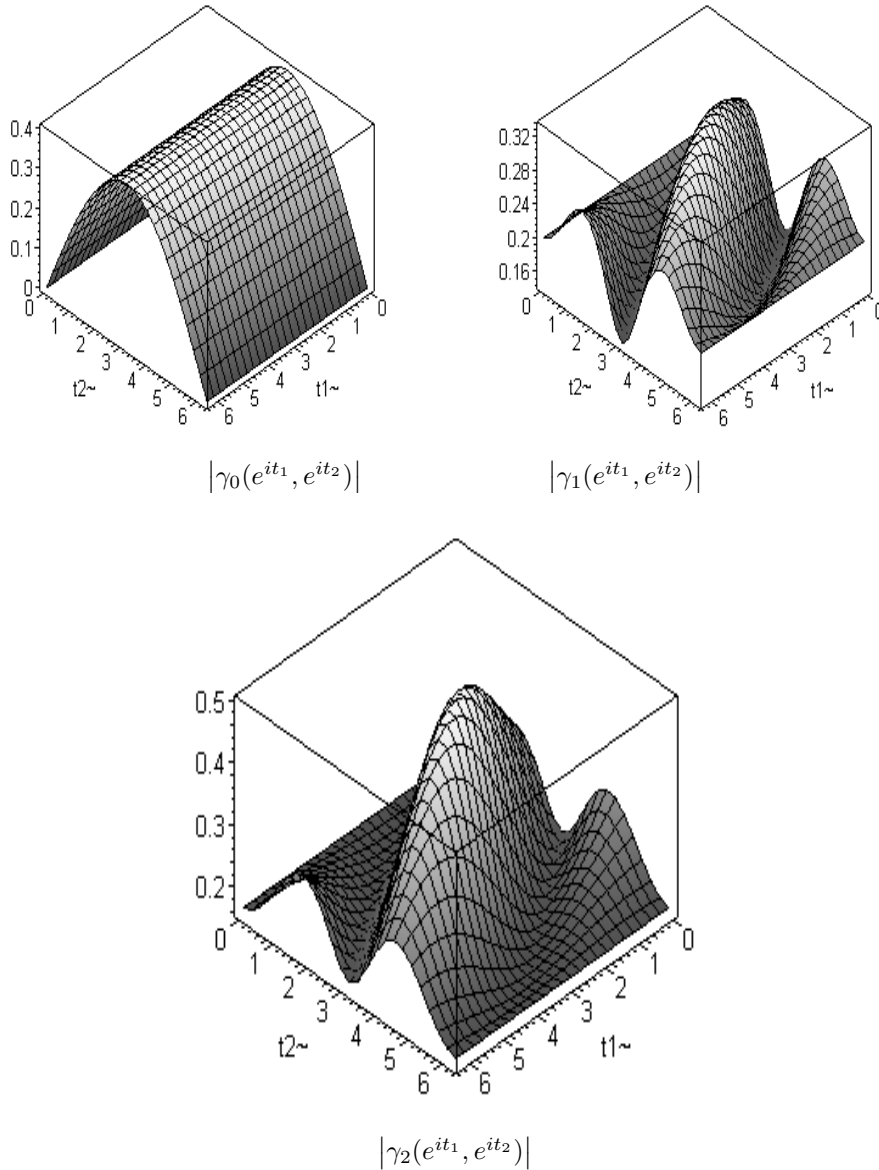 0.4
0.3
0.2
0.1
0
0 1 2 3 4 5 6
t2~
6 5 4 3 2 1 0
t1~
|γ₀(e^{it₁}, e^{it₂})|
0.32
0.28
0.24
0.2
0.16
0 1 2 3 4 5 6
t2~
6 5 4 3 2 1 0
t1~
|γ₁(e^{it₁}, e^{it₂})|
0.5
0.4
0.3
0.2
0 1 2 3 4 5 6
t2~
6 5 4 3 2 1 0
t1~
|γ₂(e^{it₁}, e^{it₂})|